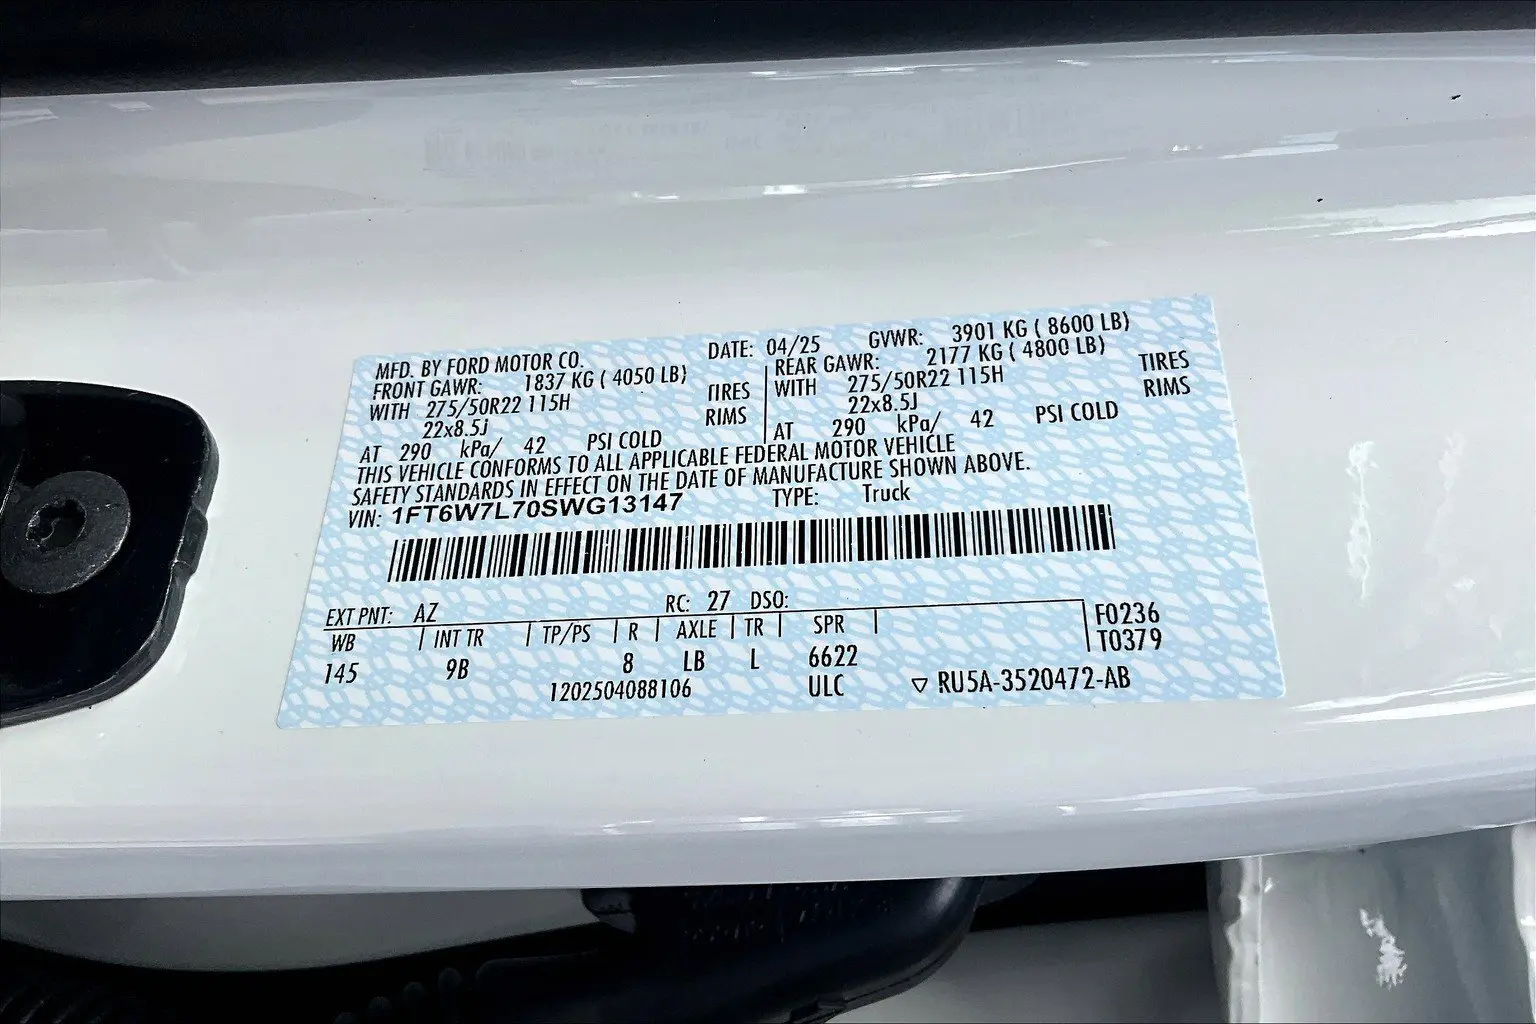 MFD. BY FORD MOTOR CO. DATE: 04/25 GVWR: 3901 KG ( 8600 LB)
FRONT GAWR: 1837 KG ( 4050 LB) REAR GAWR: 2177 KG ( 4800 LB)
WITH 275/50R22 115H TIRES WITH 275/50R22 115H TIRES
22x8.5J RIMS 22x8.5J RIMS
AT 290 kPa/ 42 PSI COLD AT 290 kPa/ 42 PSI COLD
THIS VEHICLE CONFORMS TO ALL APPLICABLE FEDERAL MOTOR VEHICLE
SAFETY STANDARDS IN EFFECT ON THE DATE OF MANUFACTURE SHOWN ABOVE.
VIN: 1FT6W7L70SWG13147 TYPE: Truck
EXT PNT: AZ RC: 27 DSO:
WB INT TR TP/PS R AXLE TR SPR F0236
T0379
145 9B 8 LB L 6622
1202504088106 ULC ▽ RU5A-3520472-AB